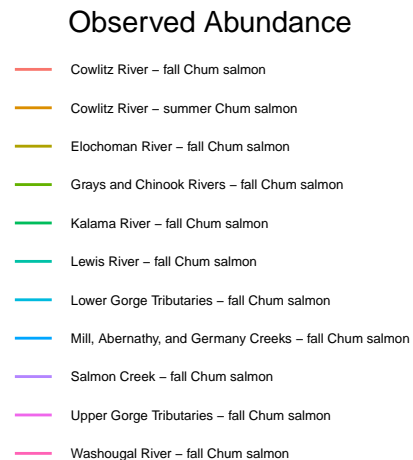 Observed Abundance
Cowlitz River – fall Chum salmon
Cowlitz River – summer Chum salmon
Elochoman River – fall Chum salmon
Grays and Chinook Rivers – fall Chum salmon
Kalama River – fall Chum salmon
Lewis River – fall Chum salmon
Lower Gorge Tributaries – fall Chum salmon
Mill, Abernathy, and Germany Creeks – fall Chum salmon
Salmon Creek – fall Chum salmon
Upper Gorge Tributaries – fall Chum salmon
Washougal River – fall Chum salmon